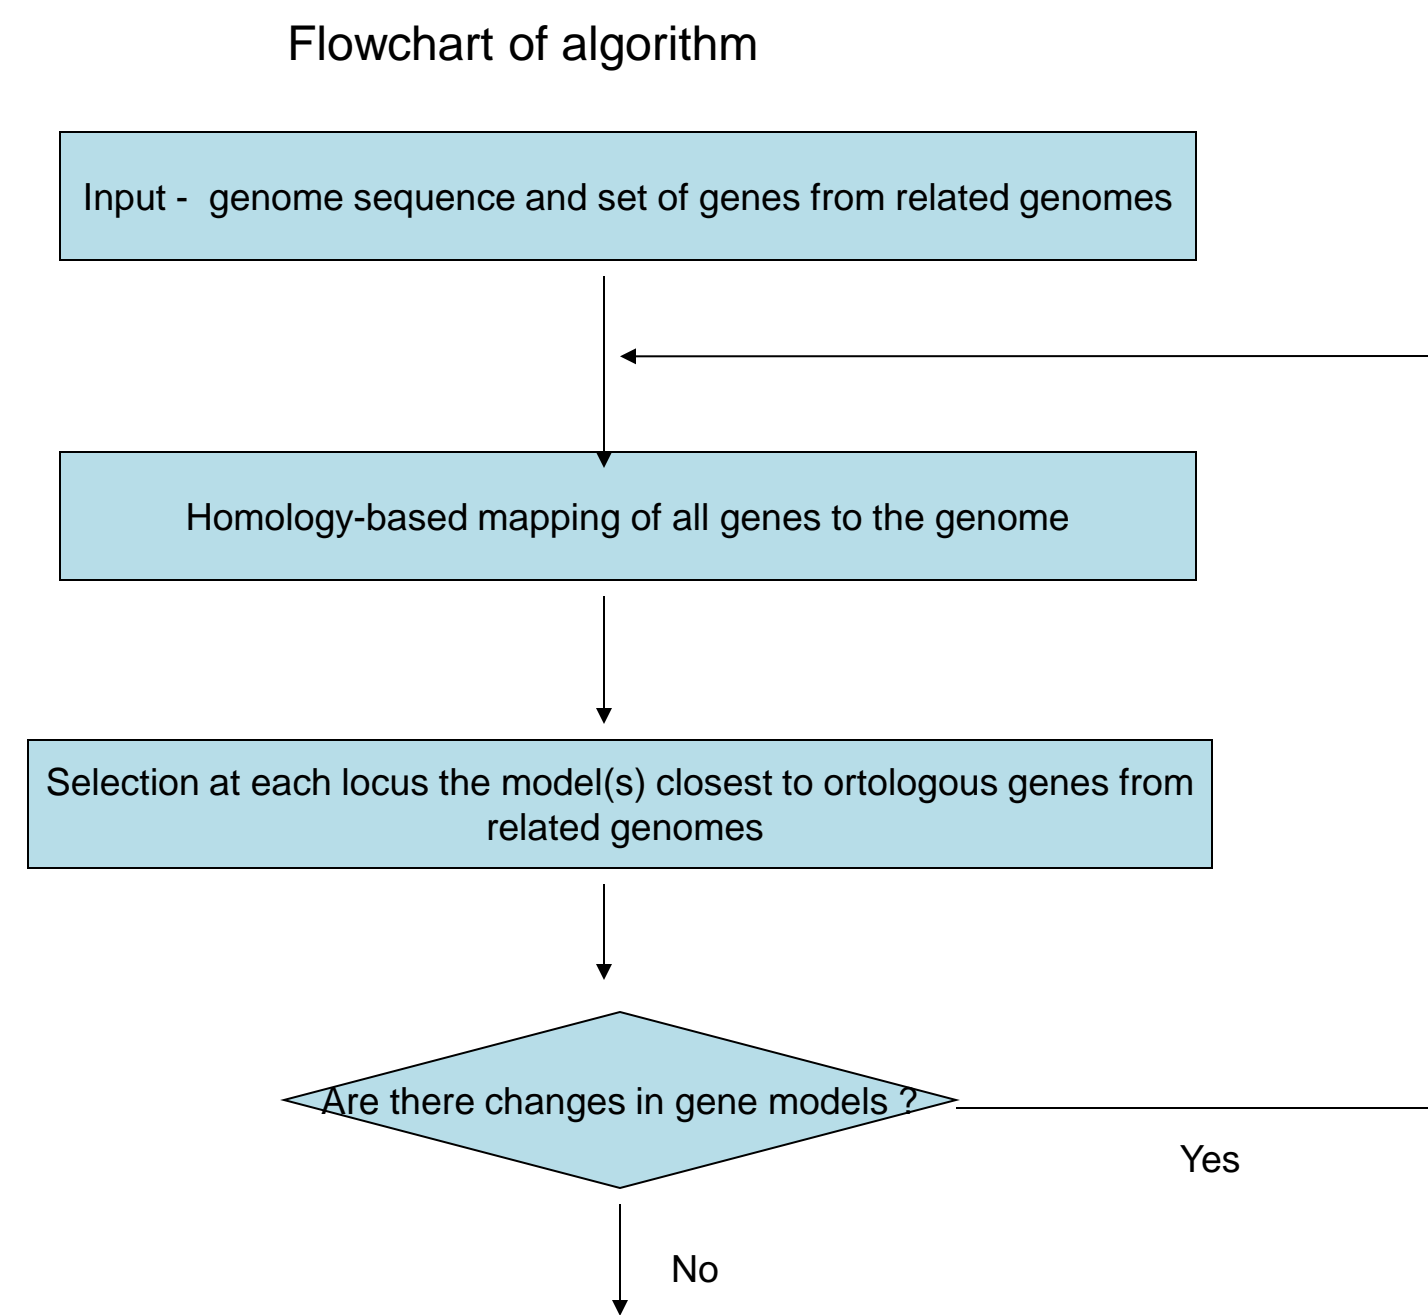 Flowchart of algorithm
Input -  genome sequence and set of genes from related genomes
Homology-based mapping of all genes to the genome
Selection at each locus the model(s) closest to ortologous genes from
related genomes
Are there changes in gene models ?
Yes
No